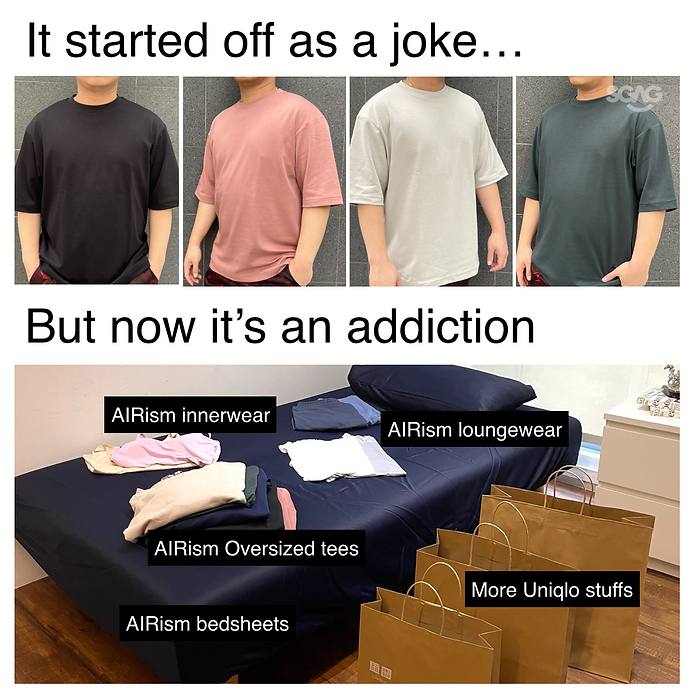 It started off as a joke...
SGAG
But now it's an addiction
AIRism innerwear
AIRism loungewear
AIRism Oversized tees
More Uniqlo stuffs
AIRism bedsheets